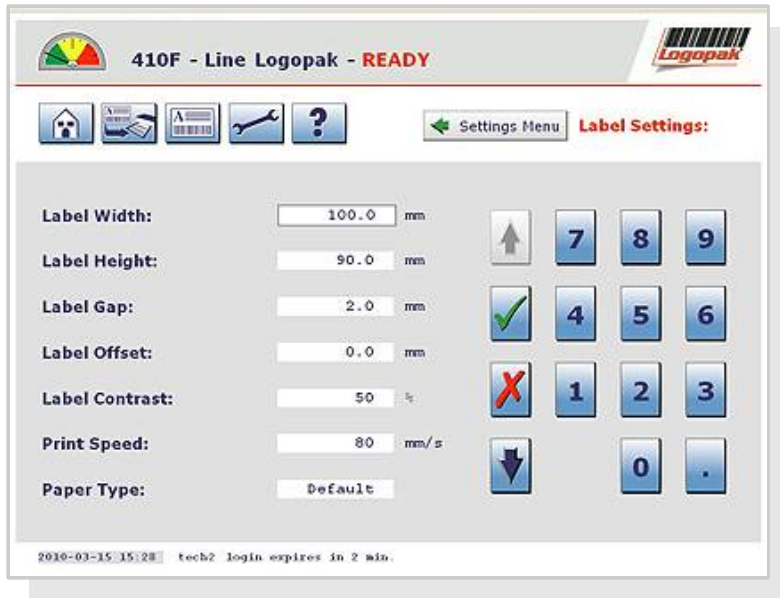 410F - Line Logopak - READY
Logopak
?
Settings Menu
Label Settings:
Label Width: 100.0 mm
Label Height: 90.0 mm
Label Gap: 2.0 mm
Label Offset: 0.0 mm
Label Contrast: 50 %
Print Speed: 80 mm/s
Paper Type: Default
7 8 9
4 5 6
1 2 3
0 .
2010-03-15 15:28 tech2 login expires in 2 min.